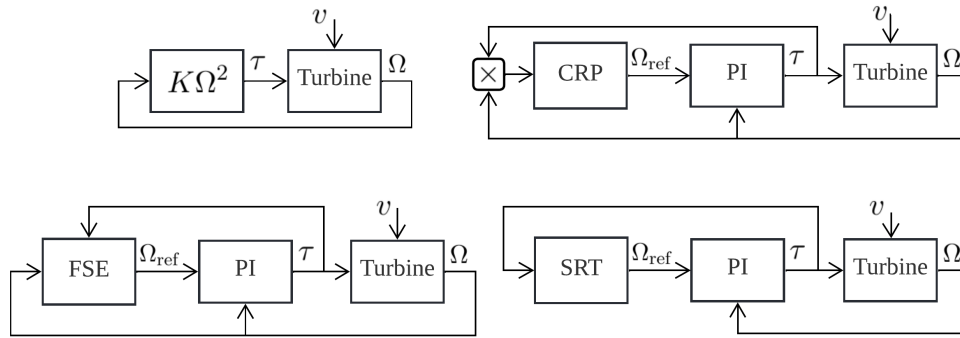 v
KΩ² τ Turbine Ω
v
× CRP Ω_ref PI τ Turbine Ω
v
FSE Ω_ref PI τ Turbine Ω
v
SRT Ω_ref PI τ Turbine Ω